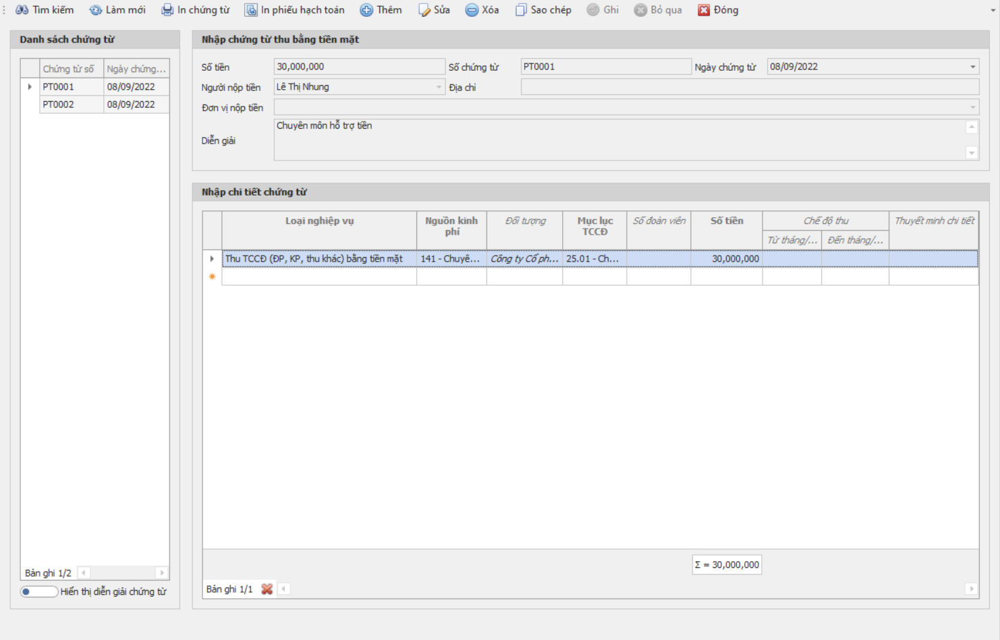 Tìm kiếm Làm mới In chứng từ In phiếu hạch toán Thêm Sửa Xóa Sao chép Ghi Bỏ qua Đóng
Danh sách chứng từ
Chứng từ số Ngày chứng...
PT0001 08/09/2022
PT0002 08/09/2022
Bản ghi 1/2
Hiển thị diễn giải chứng từ
Nhập chứng từ thu bằng tiền mặt
Số tiền 30,000,000 Số chứng từ PT0001 Ngày chứng từ 08/09/2022
Người nộp tiền Lê Thị Nhung Địa chỉ
Đơn vị nộp tiền
Diễn giải Chuyên môn hỗ trợ tiền
Nhập chi tiết chứng từ
Loại nghiệp vụ Nguồn kinh phí Đối tượng Mục lục TCCĐ Số đoàn viên Số tiền Chế độ thu Thuyết minh chi tiết
Từ tháng/... Đến tháng/...
Thu TCCĐ (ĐP, KP, thu khác) bằng tiền mặt 141 - Chuyê... Công ty Cổ ph... 25.01 - Ch... 30,000,000
Σ = 30,000,000
Bản ghi 1/1